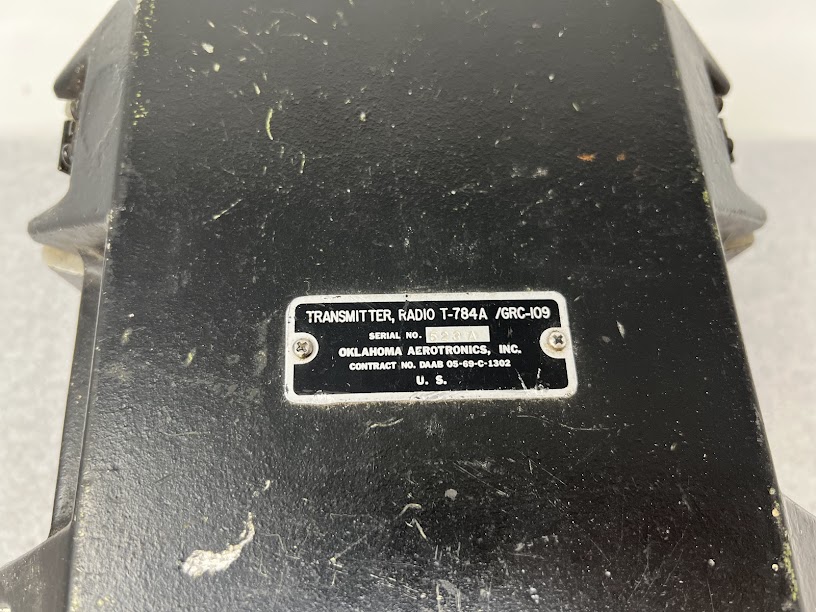 TRANSMITTER, RADIO T-784A /GRC-109
SERIAL NO.
OKLAHOMA AEROTRONICS, INC.
CONTRACT NO. DAAB 05-69-C-1302
U. S.